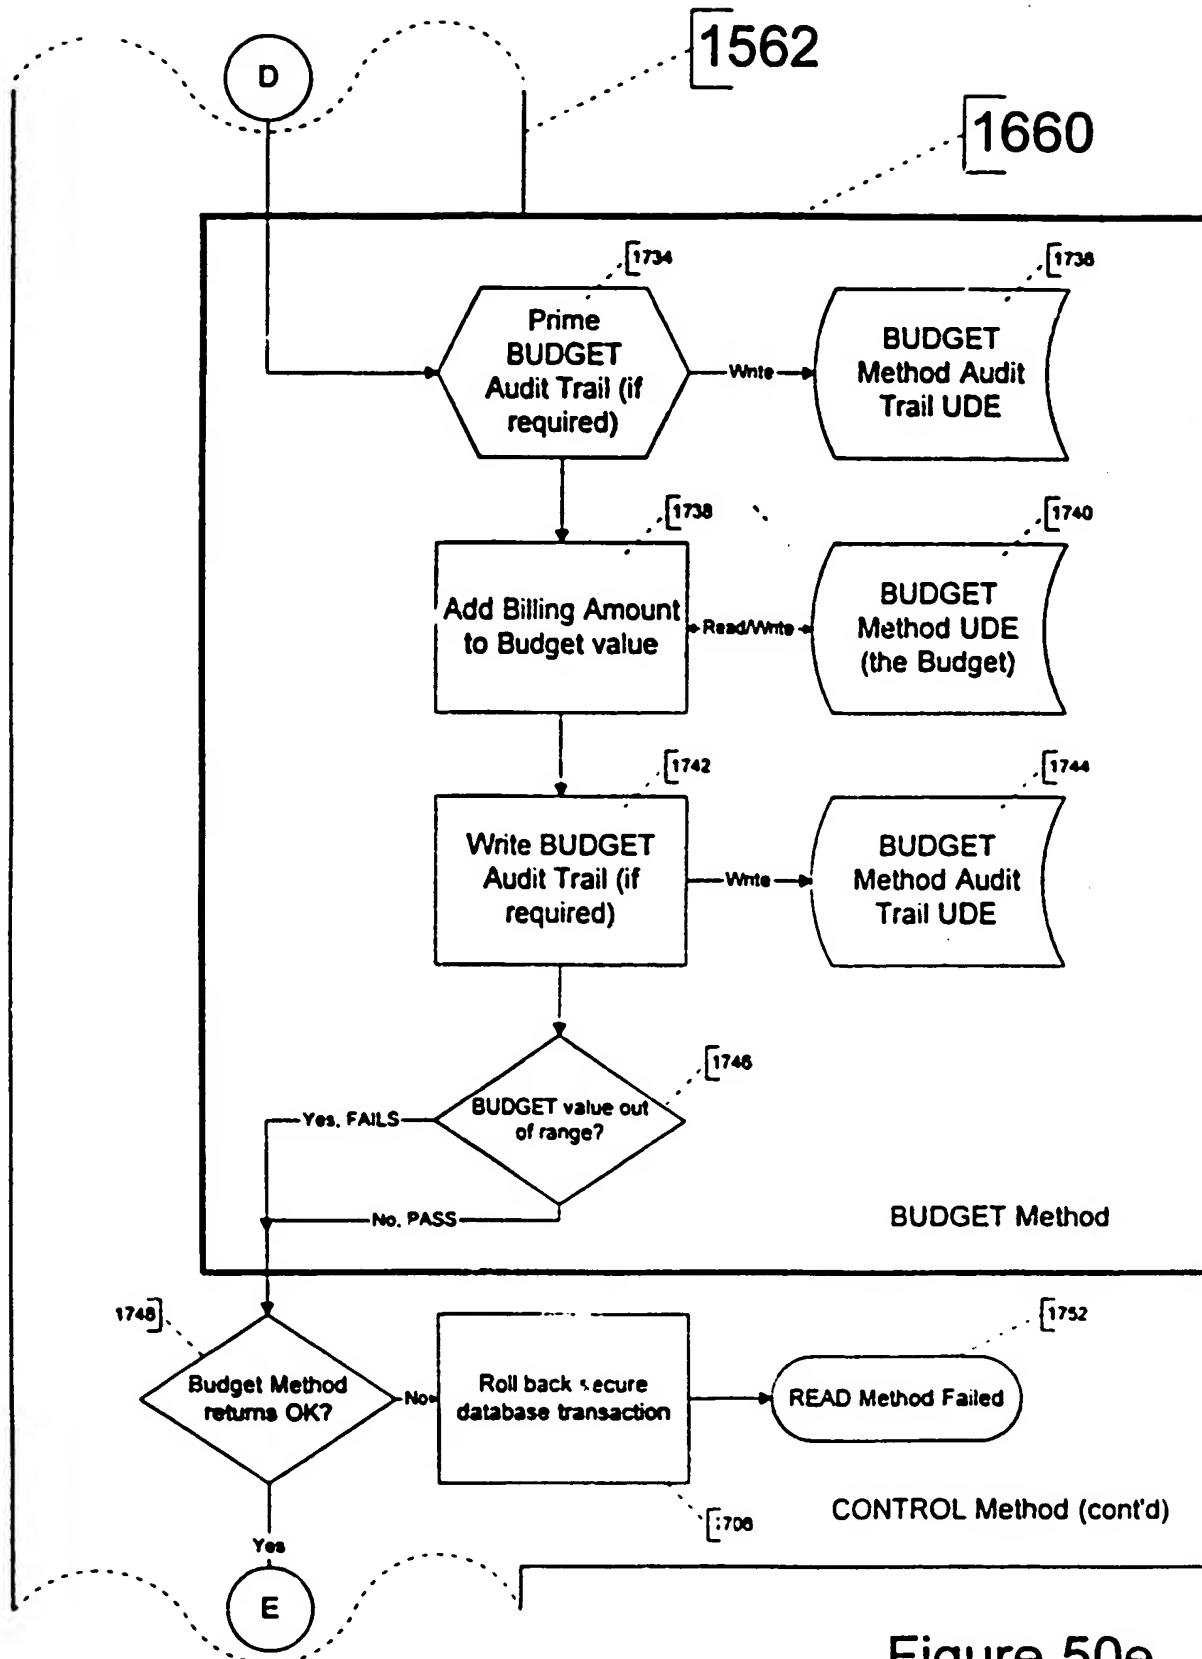 D
1562
1660
1734
Prime
BUDGET
Audit Trail (if
required)
Write
1736
BUDGET
Method Audit
Trail UDE
1738
Add Billing Amount
to Budget value
Read/Write
1740
BUDGET
Method UDE
(the Budget)
1742
Write BUDGET
Audit Trail (if
required)
Write
1744
BUDGET
Method Audit
Trail UDE
1746
BUDGET value out
of range?
Yes, FAILS
No, PASS
BUDGET Method
1748
Budget Method
returns OK?
No
Roll back secure
database transaction
1752
READ Method Failed
CONTROL Method (cont'd)
Yes
E
Figure 50e